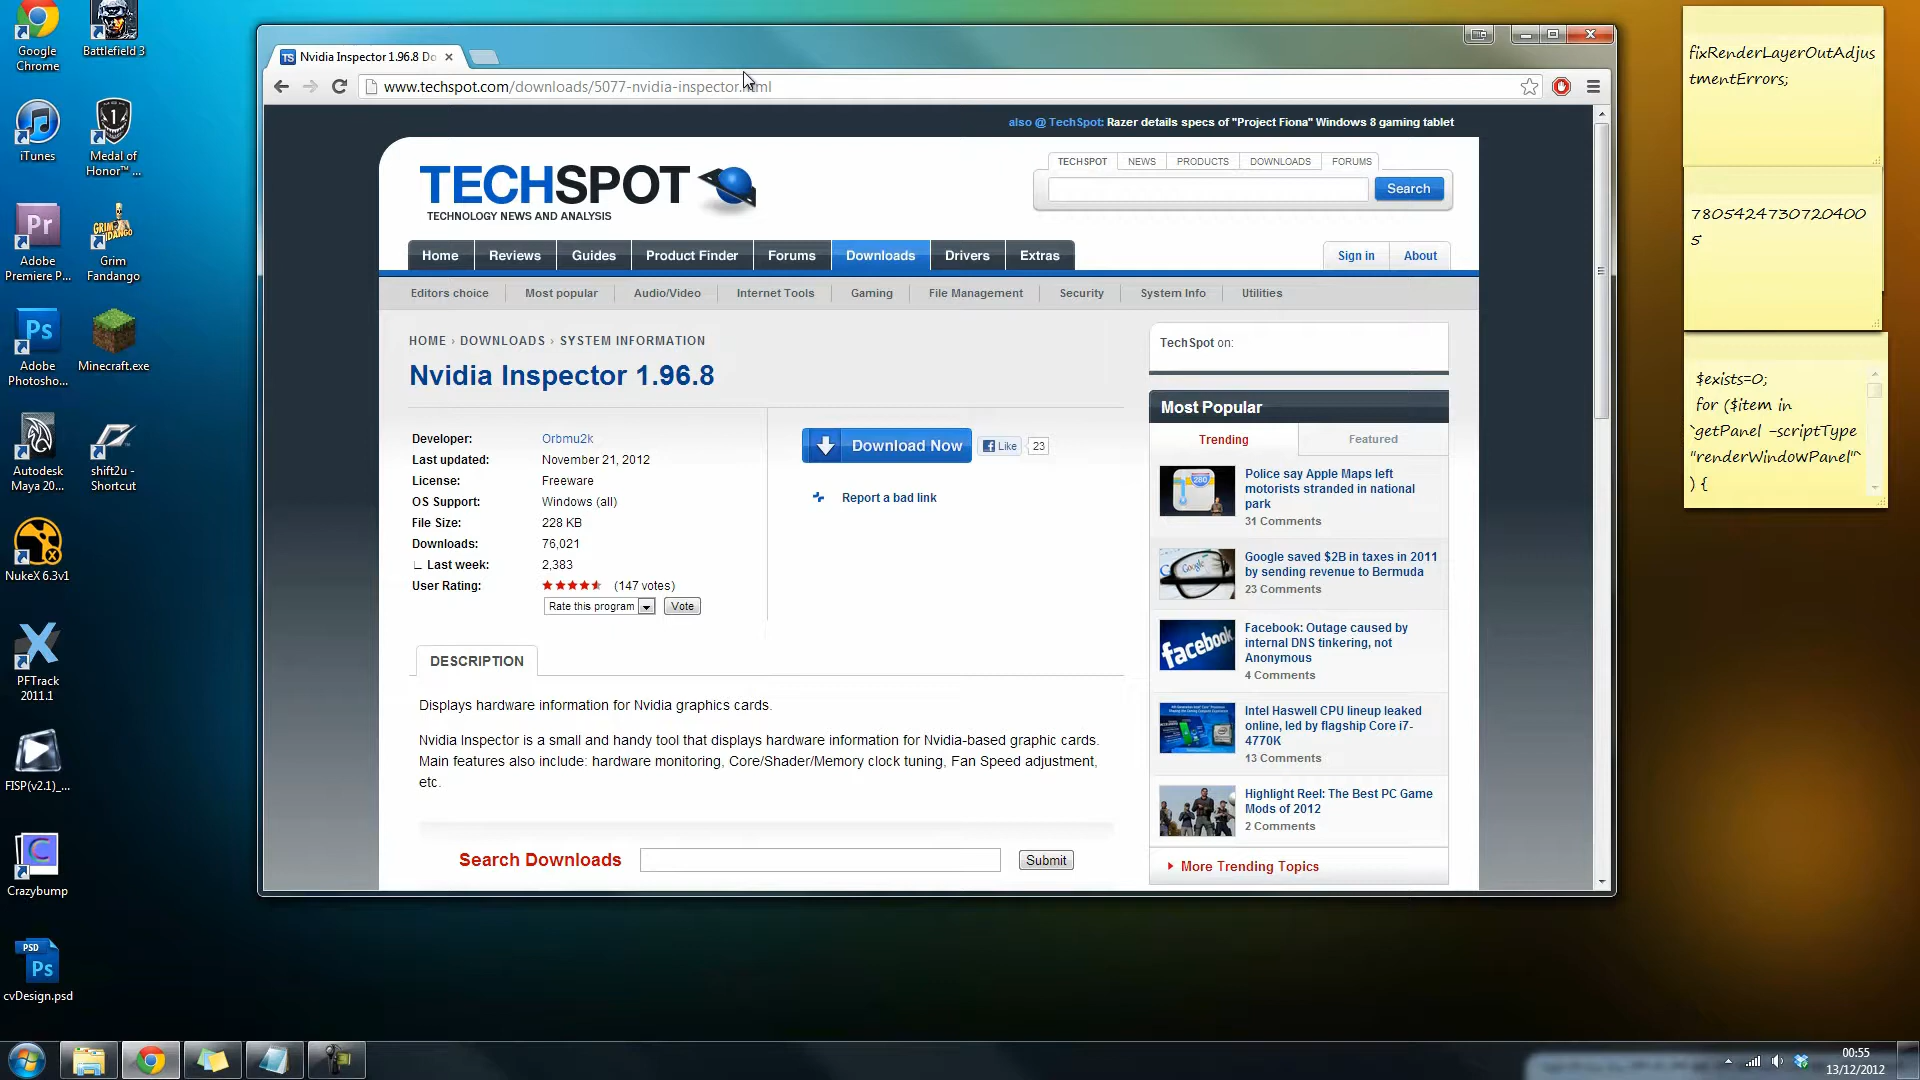 Google
Chrome
Battlefield 3
iTunes
Medal of
Honor™ ...
Adobe
Premiere P...
Grim
Fandango
Adobe
Photosho...
Minecraft.exe
Autodesk
Maya 20...
shift2u -
Shortcut
NukeX 6.3v1
PFTrack
2011.1
FISP(v2.1)_...
Crazybump
cvDesign.psd
Nvidia Inspector 1.96.8 Do
www.techspot.com/downloads/5077-nvidia-inspector.html
also @ TechSpot: Razer details specs of "Project Fiona" Windows 8 gaming tablet
TECHSPOT
TECHNOLOGY NEWS AND ANALYSIS
TECHSPOT NEWS PRODUCTS DOWNLOADS FORUMS
Search
Home Reviews Guides Product Finder Forums Downloads Drivers Extras
Sign in About
Editors choice Most popular Audio/Video Internet Tools Gaming File Management Security System Info Utilities
HOME › DOWNLOADS › SYSTEM INFORMATION
Nvidia Inspector 1.96.8
Developer: Orbmu2k
Last updated: November 21, 2012
License: Freeware
OS Support: Windows (all)
File Size: 228 KB
Downloads: 76,021
Last week: 2,383
User Rating: (147 votes)
Rate this program Vote
Download Now
Like 23
Report a bad link
DESCRIPTION
Displays hardware information for Nvidia graphics cards.
Nvidia Inspector is a small and handy tool that displays hardware information for Nvidia-based graphic cards.
Main features also include: hardware monitoring, Core/Shader/Memory clock tuning, Fan Speed adjustment,
etc.
Search Downloads Submit
TechSpot on:
Most Popular
Trending Featured
Police say Apple Maps left
motorists stranded in national
park
31 Comments
Google saved $2B in taxes in 2011
by sending revenue to Bermuda
23 Comments
Facebook: Outage caused by
internal DNS tinkering, not
Anonymous
4 Comments
Intel Haswell CPU lineup leaked
online, led by flagship Core i7-
4770K
13 Comments
Highlight Reel: The Best PC Game
Mods of 2012
2 Comments
More Trending Topics
fixRenderLayerOutAdjus
tmentErrors;
7805424730720400
5
$exists=0;
for ($item in
`getPanel -scriptType
"renderWindowPanel"`
) {
00:55
13/12/2012